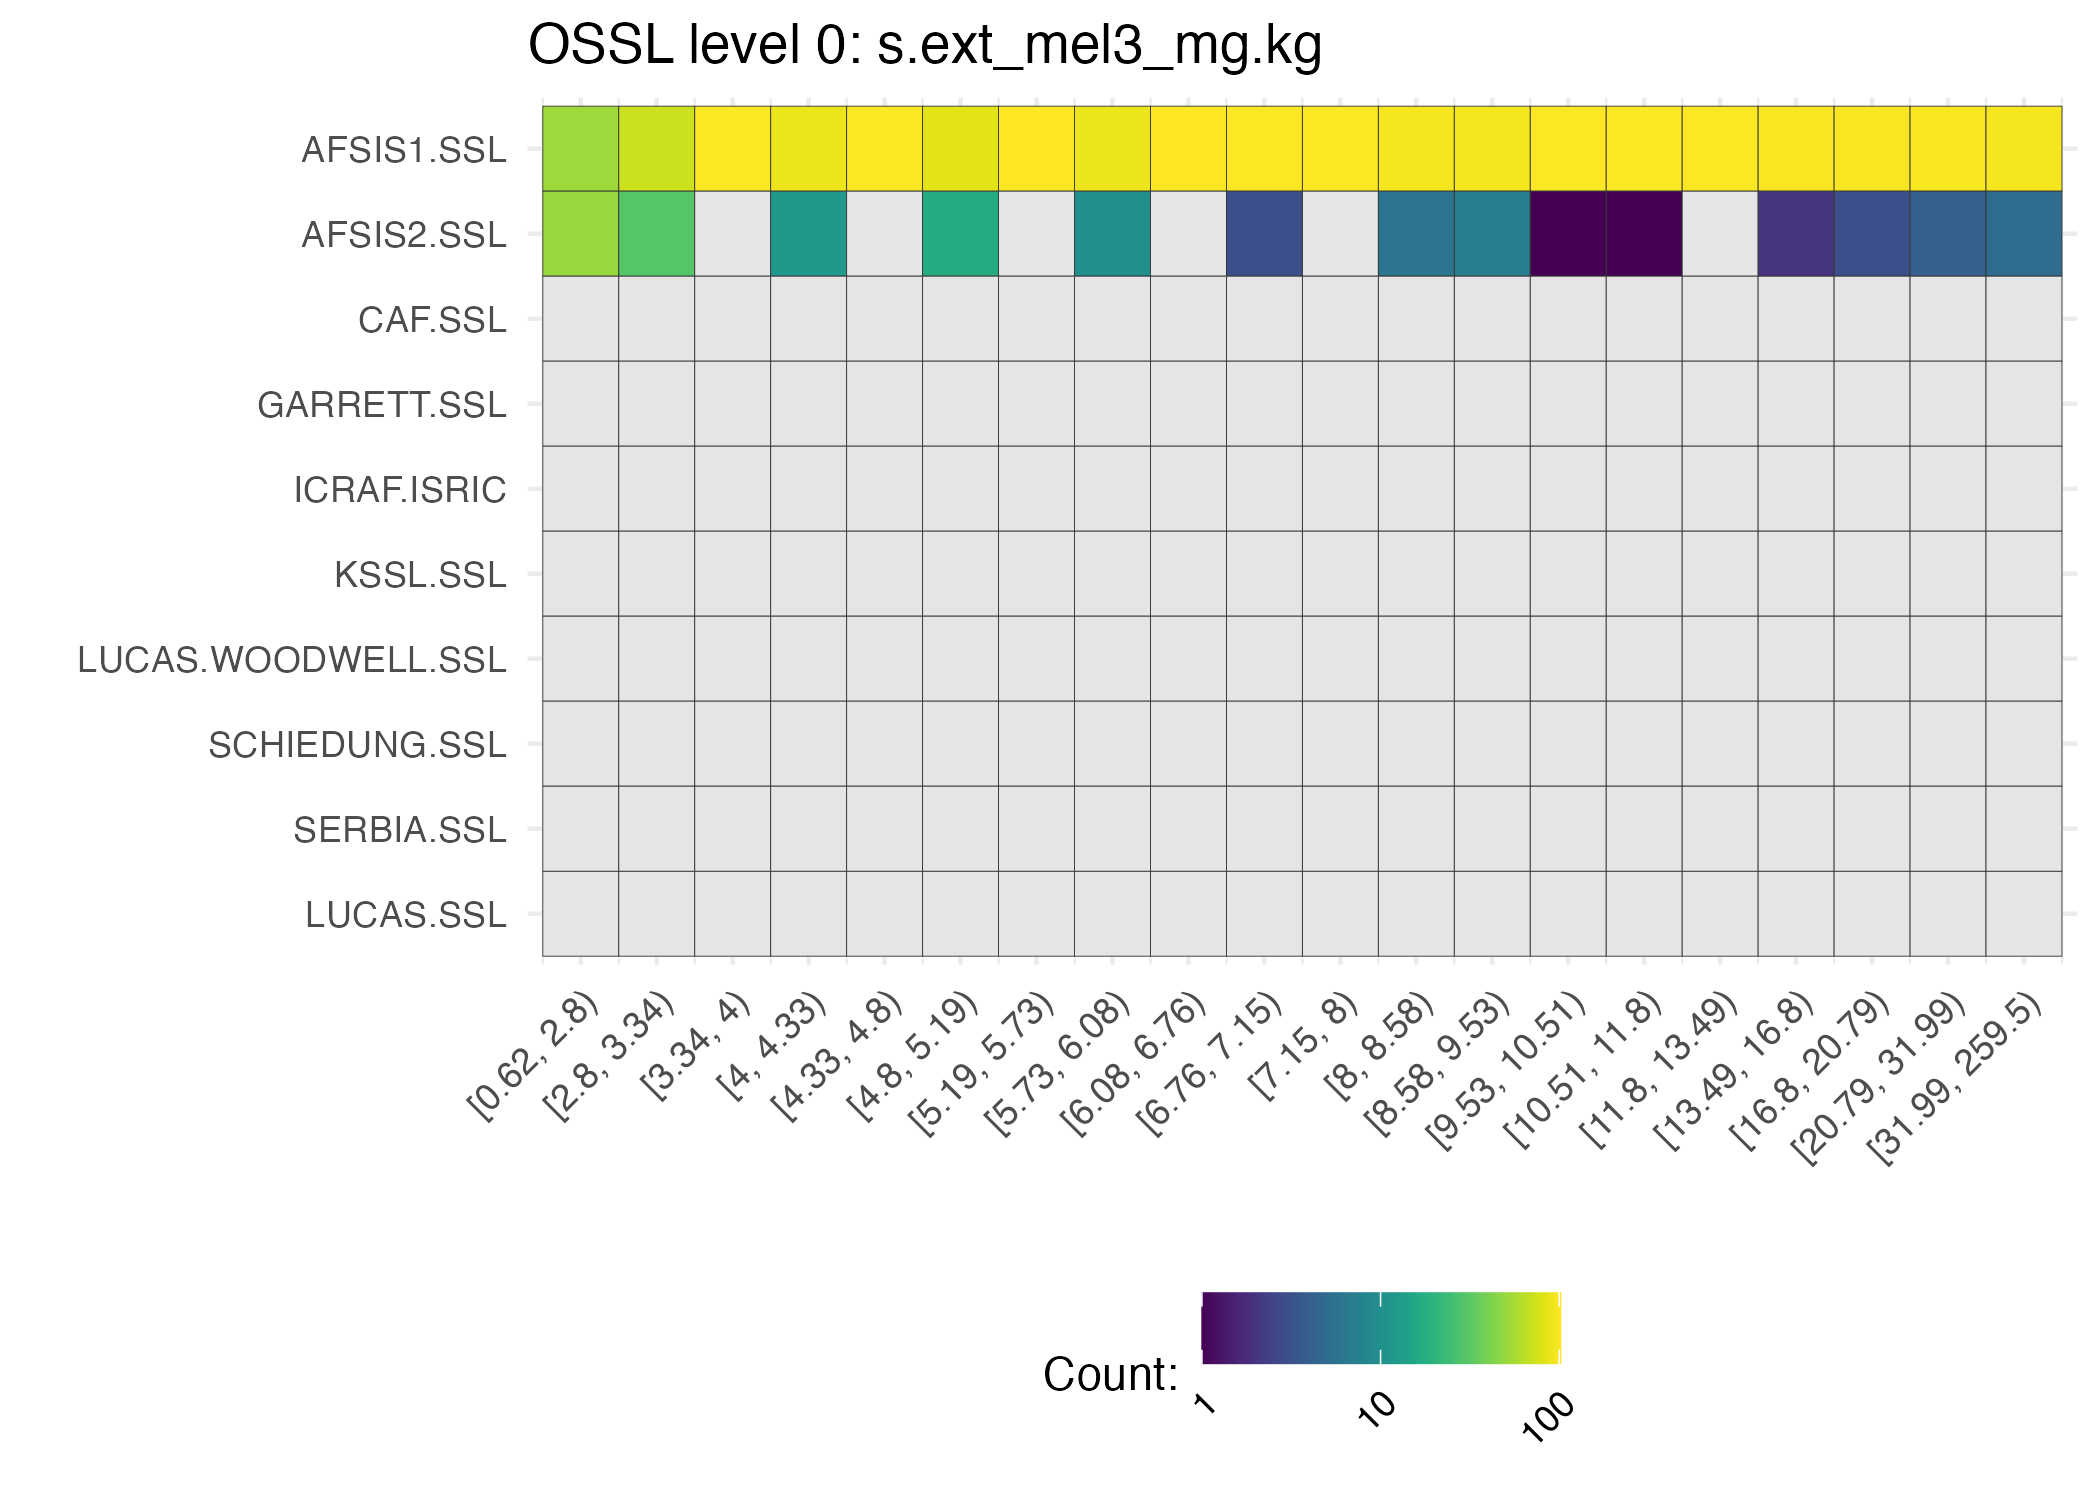 OSSL level 0: s.ext_mel3_mg.kg
AFSIS1.SSL
AFSIS2.SSL
CAF.SSL
GARRETT.SSL
ICRAF.ISRIC
KSSL.SSL
LUCAS.WOODWELL.SSL
SCHIEDUNG.SSL
SERBIA.SSL
LUCAS.SSL
[0.62, 2.8)
[2.8, 3.34)
[3.34, 4)
[4, 4.33)
[4.33, 4.8)
[4.8, 5.19)
[5.19, 5.73)
[5.73, 6.08)
[6.08, 6.76)
[6.76, 7.15)
[7.15, 8)
[8, 8.58)
[8.58, 9.53)
[9.53, 10.51)
[10.51, 11.8)
[11.8, 13.49)
[13.49, 16.8)
[16.8, 20.79)
[20.79, 31.99)
[31.99, 259.5)
Count:
1
10
100